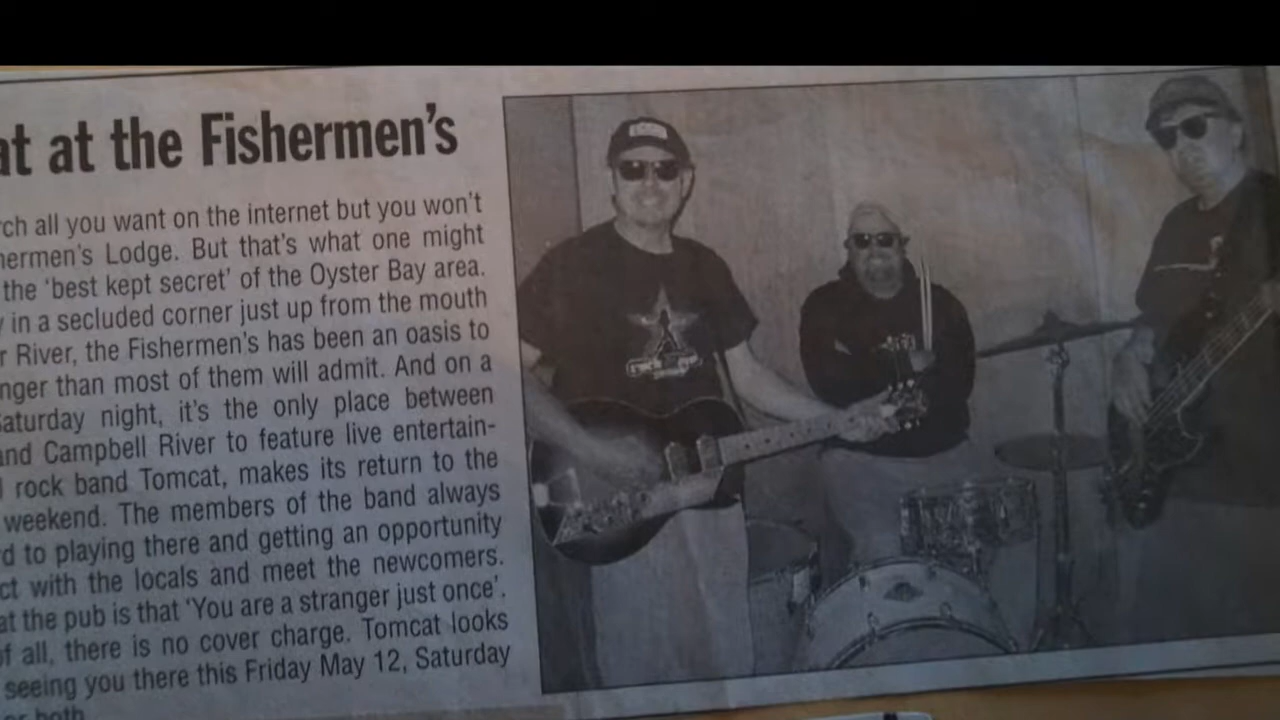 at at the Fishermen's
rch all you want on the internet but you won't
hermen's Lodge. But that's what one might
the 'best kept secret' of the Oyster Bay area.
y in a secluded corner just up from the mouth
r River, the Fishermen's has been an oasis to
nger than most of them will admit. And on a
Saturday night, it's the only place between
and Campbell River to feature live entertain-
l rock band Tomcat, makes its return to the
weekend. The members of the band always
rd to playing there and getting an opportunity
ct with the locals and meet the newcomers.
at the pub is that 'You are a stranger just once'.
of all, there is no cover charge. Tomcat looks
seeing you there this Friday May 12, Saturday
or both